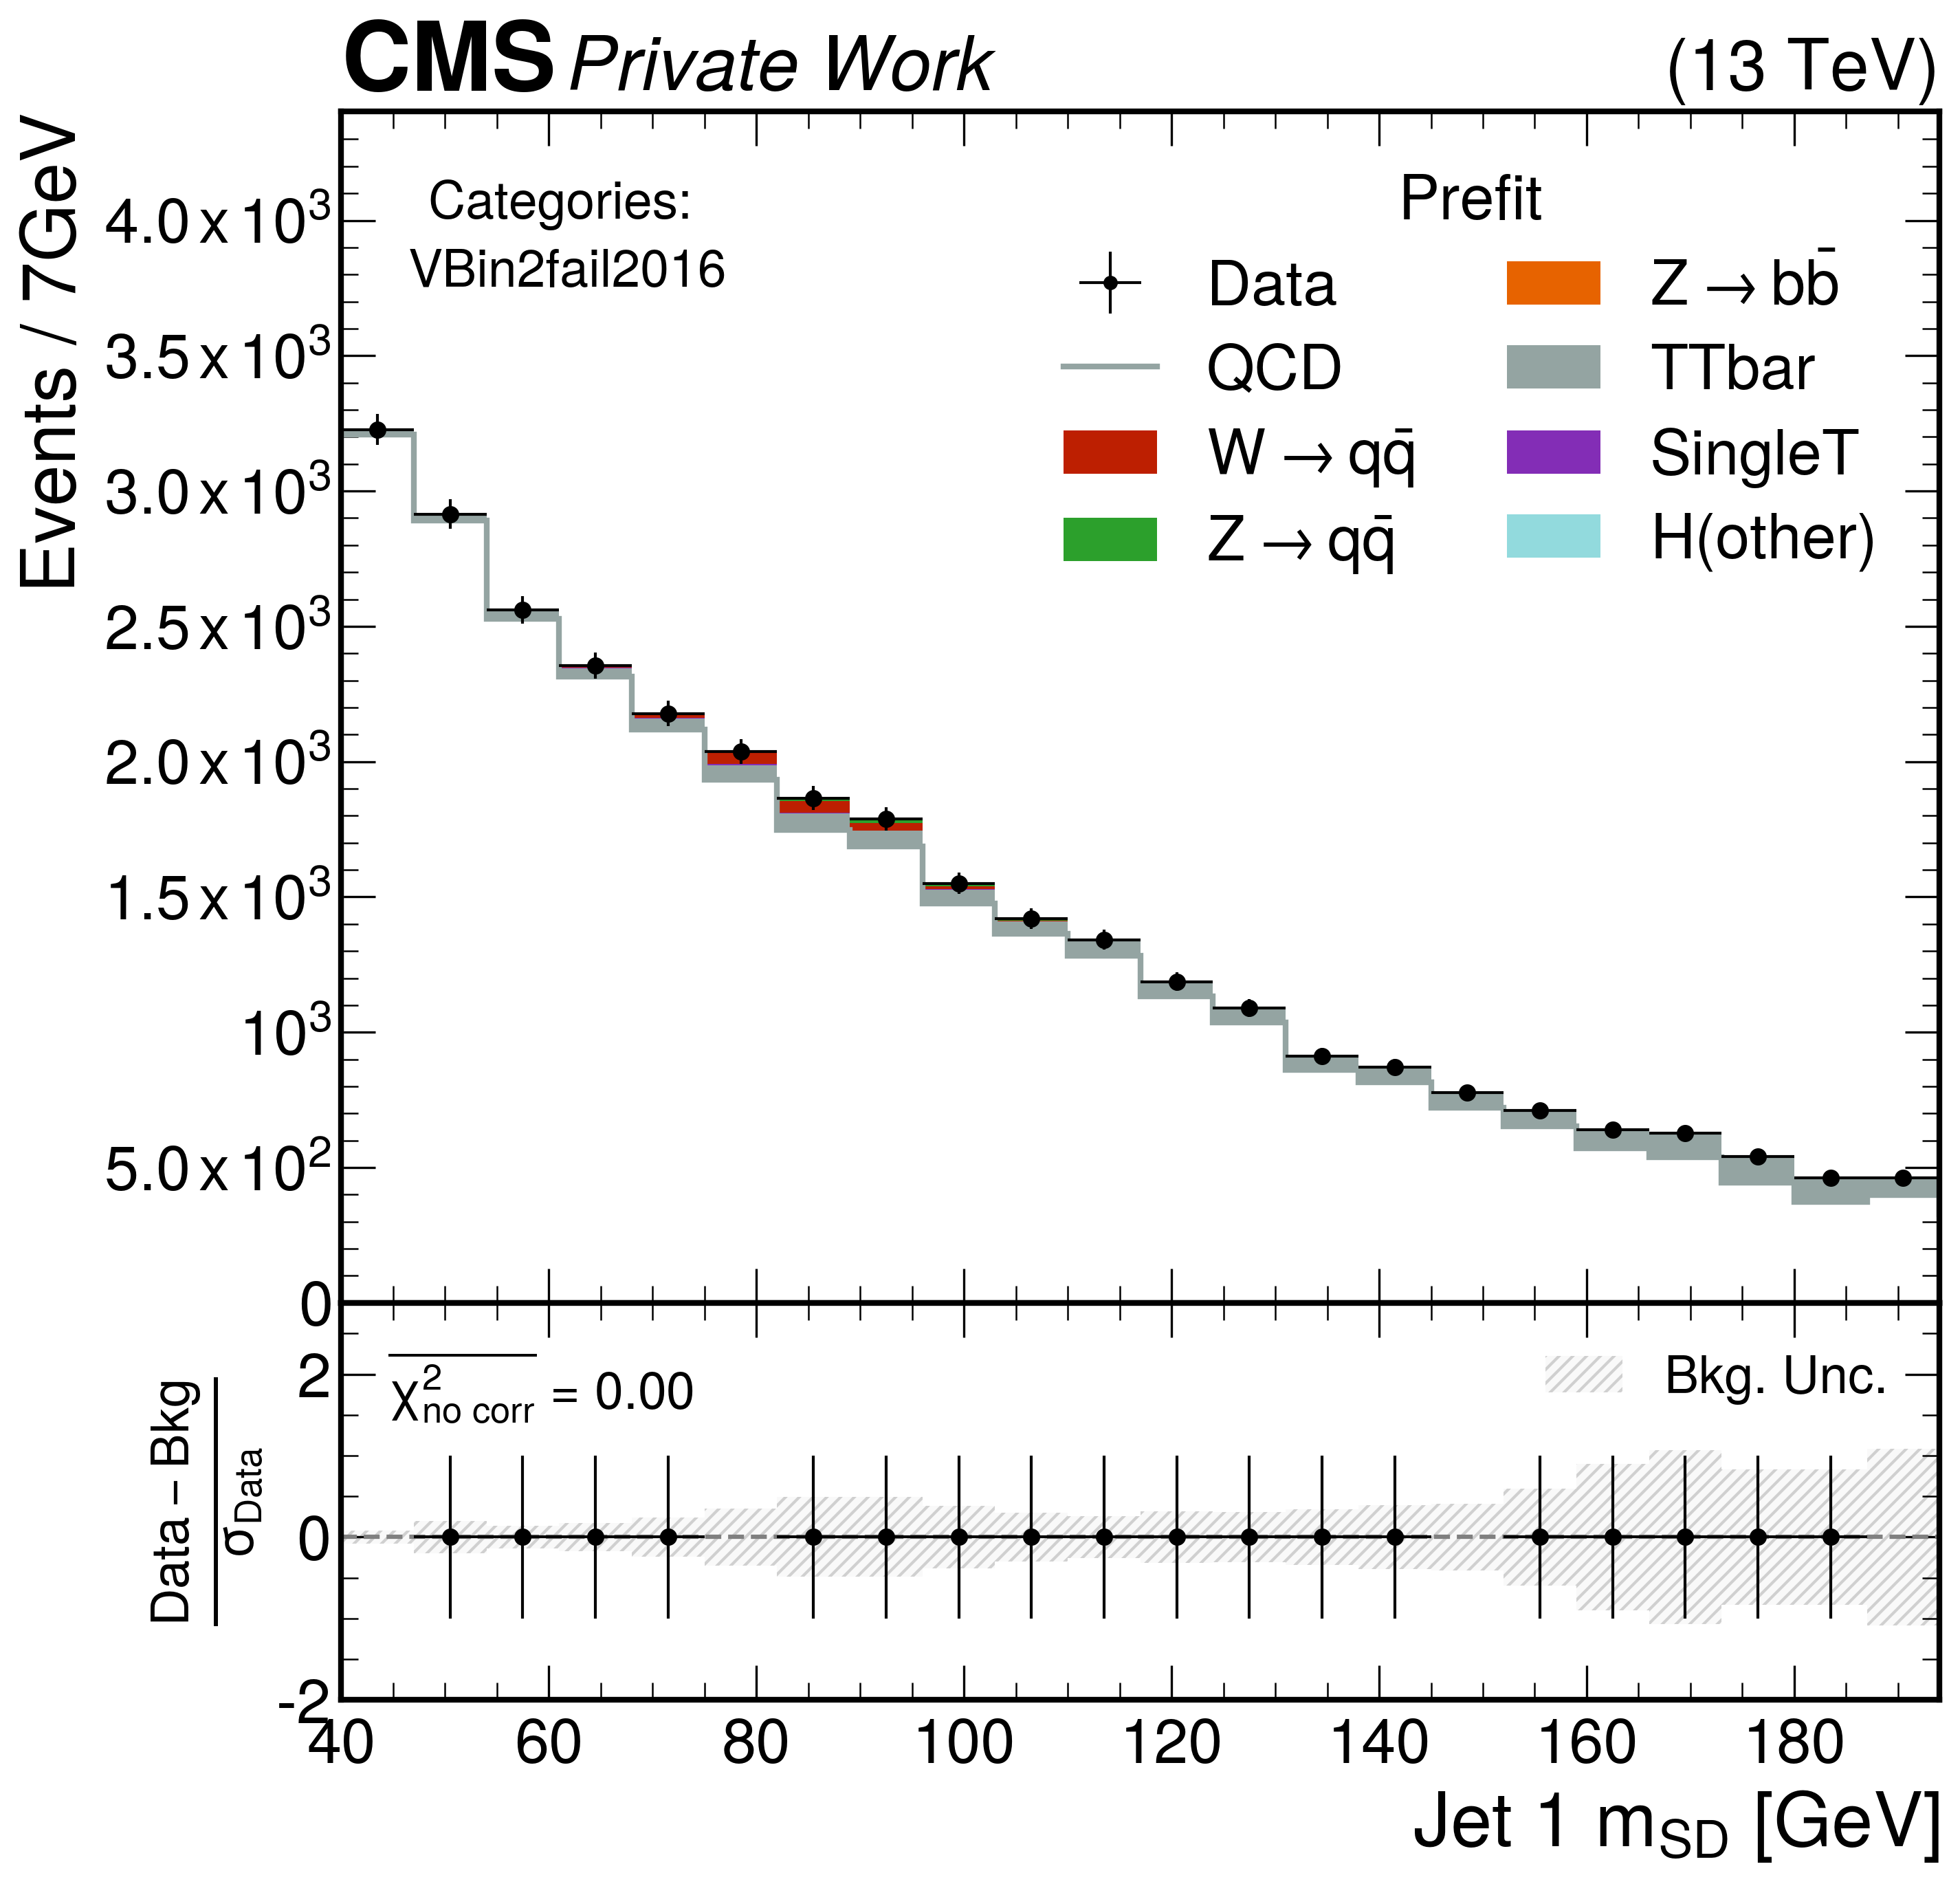 CMS Private Work (13 TeV)
Events / 7GeV
Categories:
VBin2fail2016
Prefit
Data
QCD
W → qq̄
Z → qq̄
Z → bb̄
TTbar
SingleT
H(other)
4.0 x 10³
3.5 x 10³
3.0 x 10³
2.5 x 10³
2.0 x 10³
1.5 x 10³
10³
5.0 x 10²
0
Data − Bkg
σ_Data
χ²_no corr = 0.00
Bkg. Unc.
2
0
-2
40 60 80 100 120 140 160 180
Jet 1 m_SD [GeV]